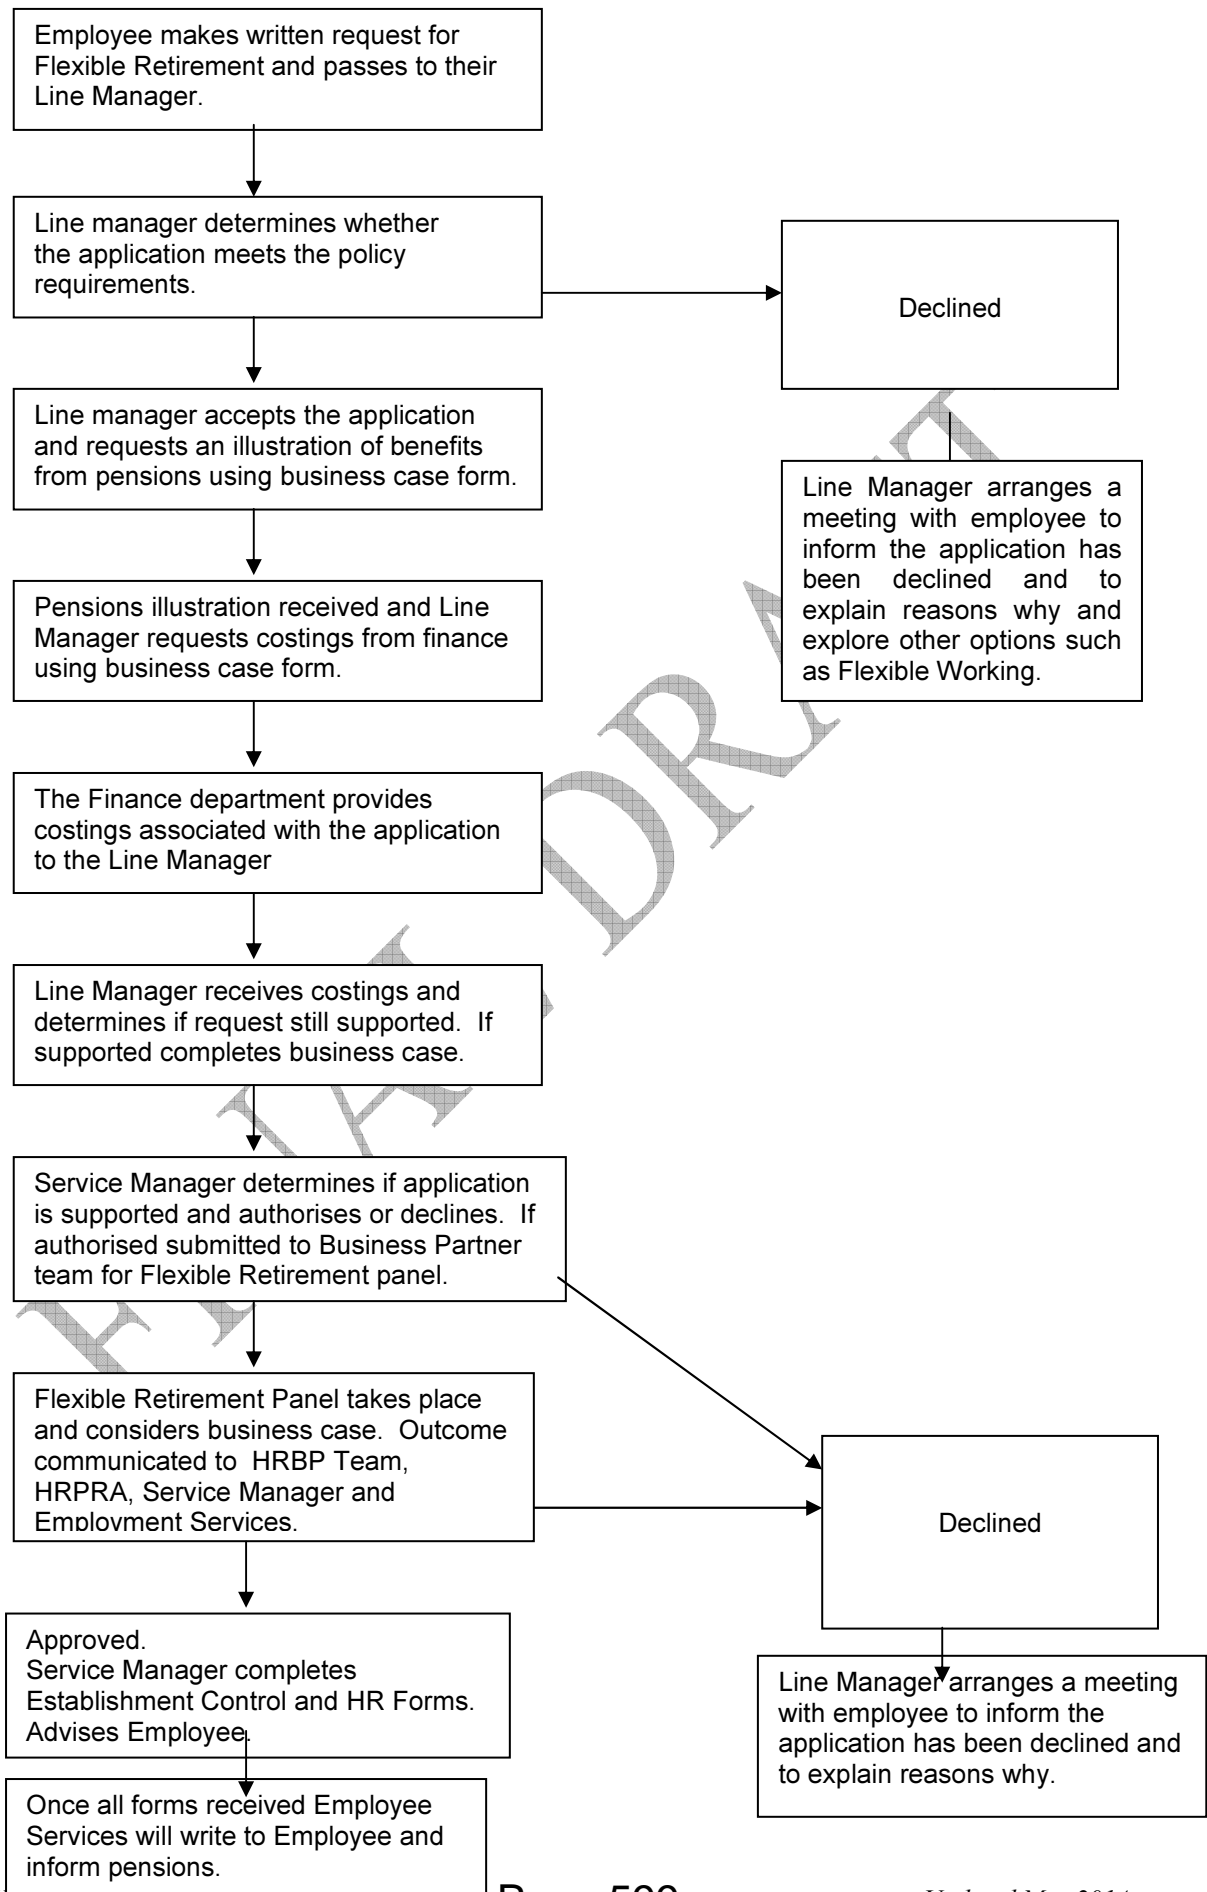 Employee makes written request for
Flexible Retirement and passes to their
Line Manager.
Line manager determines whether
the application meets the policy
requirements.
Declined
Line manager accepts the application
and requests an illustration of benefits
from pensions using business case form.
Line Manager arranges a
meeting with employee to
inform the application has
been declined and to
explain reasons why and
explore other options such
as Flexible Working.
Pensions illustration received and Line
Manager requests costings from finance
using business case form.
The Finance department provides
costings associated with the application
to the Line Manager
Line Manager receives costings and
determines if request still supported.  If
supported completes business case.
Service Manager determines if application
is supported and authorises or declines.  If
authorised submitted to Business Partner
team for Flexible Retirement panel.
Flexible Retirement Panel takes place
and considers business case.  Outcome
communicated to  HRBP Team,
HRPRA, Service Manager and
Employment Services.
Declined
Approved.
Service Manager completes
Establishment Control and HR Forms.
Advises Employee.
Line Manager arranges a meeting
with employee to inform the
application has been declined and
to explain reasons why.
Once all forms received Employee
Services will write to Employee and
inform pensions.
FINAL DRAFT